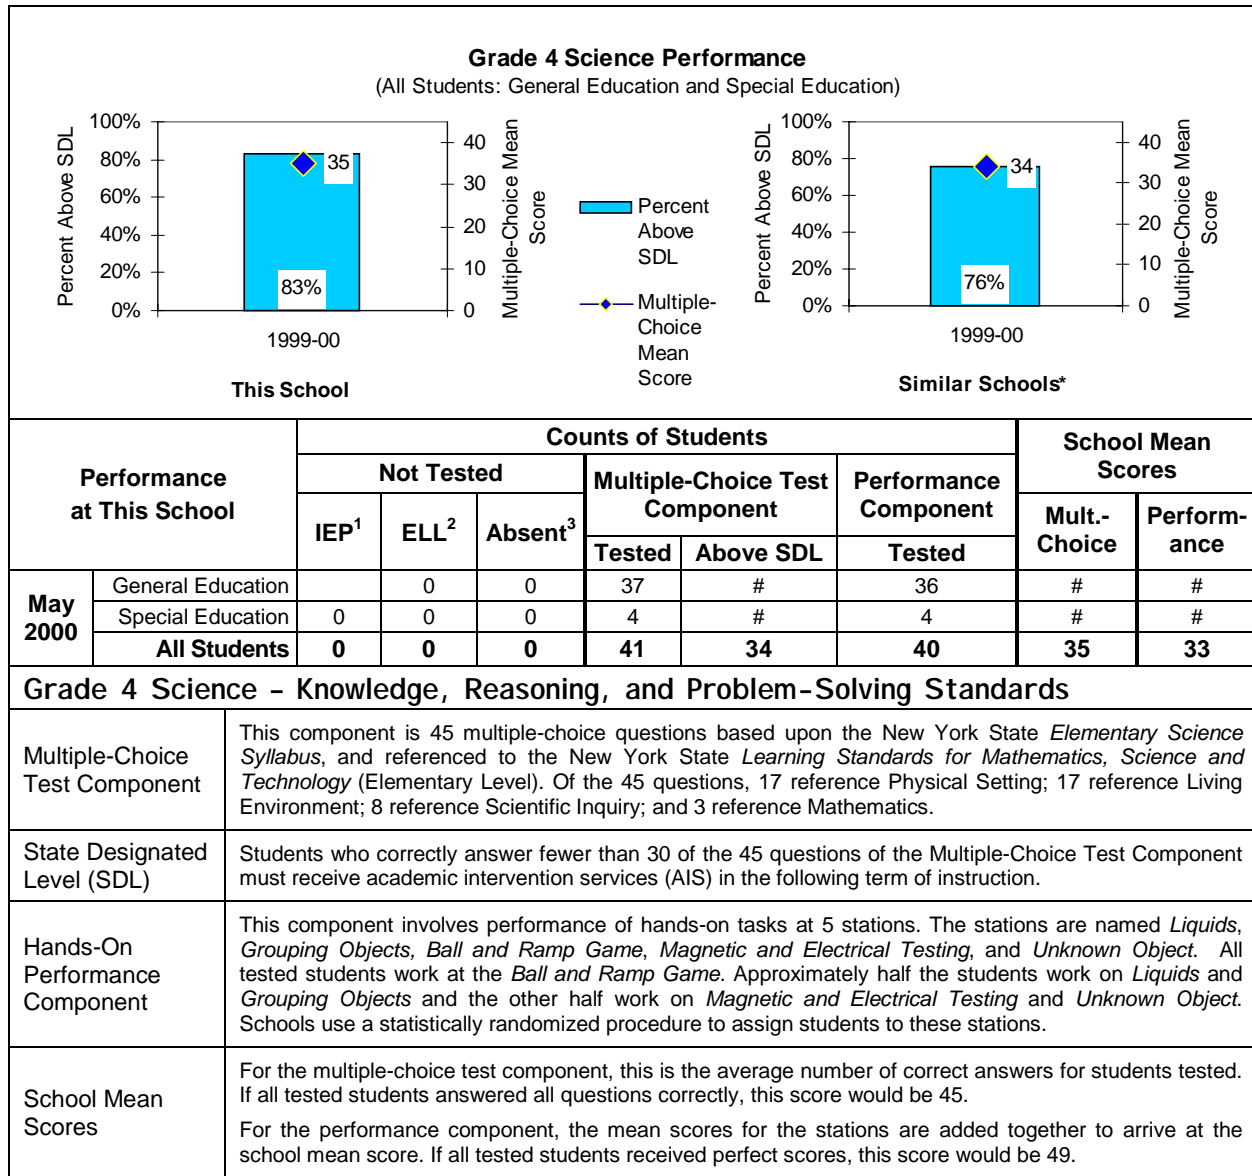 Grade 4 Science Performance
(All Students: General Education and Special Education)
Percent Above SDL
100%
80%
60%
40%
20%
0%
35
83%
40
30
20
10
0
Multiple-Choice Mean
Score
1999-00
This School
Percent
Above
SDL
Multiple-
Choice
Mean
Score
Percent Above SDL
100%
80%
60%
40%
20%
0%
34
76%
40
30
20
10
0
Multiple-Choice Mean
Score
1999-00
Similar Schools*
Performance
at This School
Counts of Students
School Mean
Scores
Not Tested
Multiple-Choice Test
Component
Performance
Component
IEP1 ELL2 Absent3
Mult.-
Choice
Perform-
ance
Tested Above SDL Tested
May
2000
General Education 0 0 37 # 36 # #
Special Education 0 0 0 4 # 4 # #
All Students 0 0 0 41 34 40 35 33
Grade 4 Science – Knowledge, Reasoning, and Problem-Solving Standards
Multiple-Choice
Test Component
This component is 45 multiple-choice questions based upon the New York State Elementary Science
Syllabus, and referenced to the New York State Learning Standards for Mathematics, Science and
Technology (Elementary Level). Of the 45 questions, 17 reference Physical Setting; 17 reference Living
Environment; 8 reference Scientific Inquiry; and 3 reference Mathematics.
State Designated
Level (SDL)
Students who correctly answer fewer than 30 of the 45 questions of the Multiple-Choice Test Component
must receive academic intervention services (AIS) in the following term of instruction.
Hands-On
Performance
Component
This component involves performance of hands-on tasks at 5 stations. The stations are named Liquids,
Grouping Objects, Ball and Ramp Game, Magnetic and Electrical Testing, and Unknown Object. All
tested students work at the Ball and Ramp Game. Approximately half the students work on Liquids and
Grouping Objects and the other half work on Magnetic and Electrical Testing and Unknown Object.
Schools use a statistically randomized procedure to assign students to these stations.
School Mean
Scores
For the multiple-choice test component, this is the average number of correct answers for students tested.
If all tested students answered all questions correctly, this score would be 45.
For the performance component, the mean scores for the stations are added together to arrive at the
school mean score. If all tested students received perfect scores, this score would be 49.